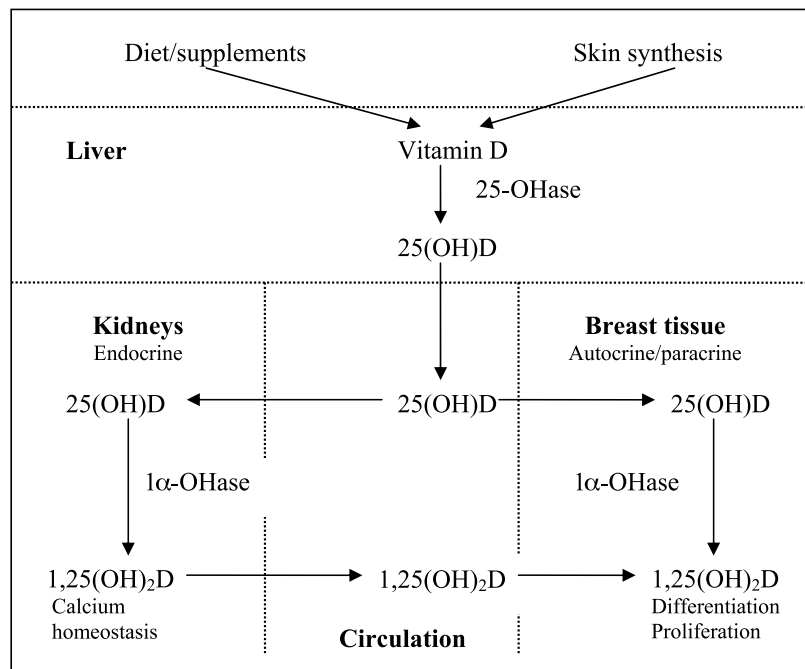 Diet/supplements Skin synthesis
Liver
Vitamin D
25-OHase
25(OH)D
Kidneys
Endocrine
Breast tissue
Autocrine/paracrine
25(OH)D 25(OH)D 25(OH)D
1α-OHase 1α-OHase
1,25(OH)₂D 1,25(OH)₂D 1,25(OH)₂D
Calcium
homeostasis
Differentiation
Proliferation
Circulation